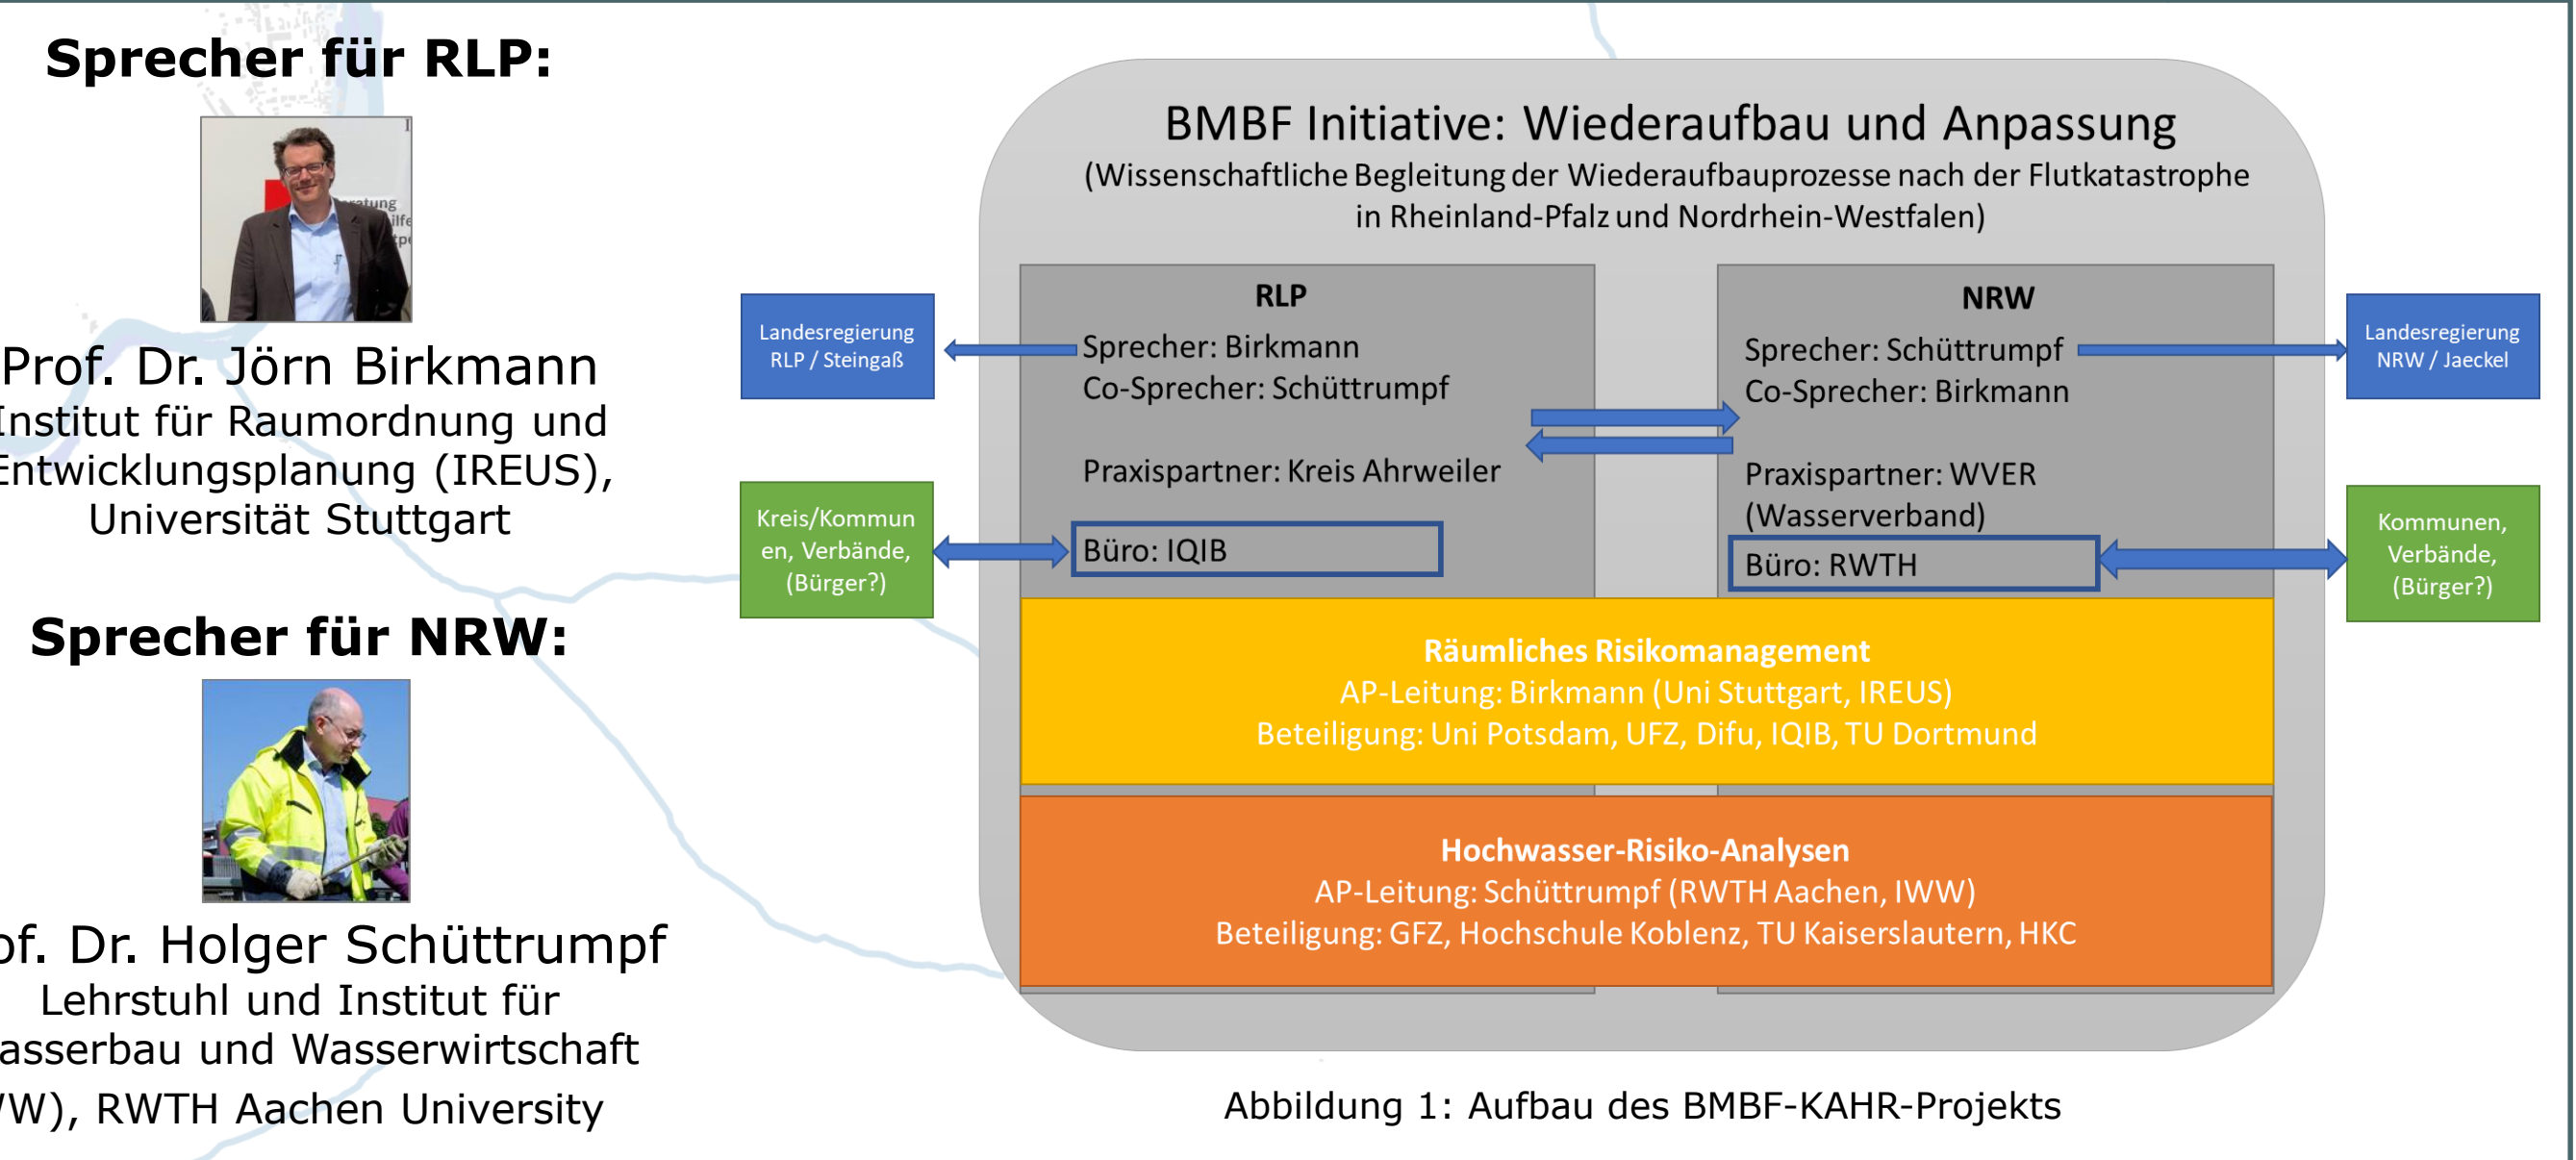 Sprecher für RLP:
Prof. Dr. Jörn Birkmann
Institut für Raumordnung und
Entwicklungsplanung (IREUS),
Universität Stuttgart
Sprecher für NRW:
Dr. Holger Schüttrumpf
Lehrstuhl und Institut für
und Wasserwirtschaft
RWTH Aachen University
BMBF Initiative: Wiederaufbau und Anpassung
(Wissenschaftliche Begleitung der Wiederaufbauprozesse nach der Flutkatastrophe
in Rheinland-Pfalz und Nordrhein-Westfalen)
Landesregierung
RLP / Steingaß
Kreis/Kommun
en, Verbände,
(Bürger?)
RLP
Sprecher: Birkmann
Co-Sprecher: Schüttrumpf
Praxispartner: Kreis Ahrweiler
Büro: IQIB
NRW
Sprecher: Schüttrumpf
Co-Sprecher: Birkmann
Praxispartner: WVER
(Wasserverband)
Büro: RWTH
Landesregierung
NRW / Jaeckel
Kommunen,
Verbände,
(Bürger?)
Räumliches Risikomanagement
AP-Leitung: Birkmann (Uni Stuttgart, IREUS)
Beteiligung: Uni Potsdam, UFZ, Difu, IQIB, TU Dortmund
Hochwasser-Risiko-Analysen
AP-Leitung: Schüttrumpf (RWTH Aachen, IWW)
Beteiligung: GFZ, Hochschule Koblenz, TU Kaiserslautern, HKC
Abbildung 1: Aufbau des BMBF-KAHR-Projekts